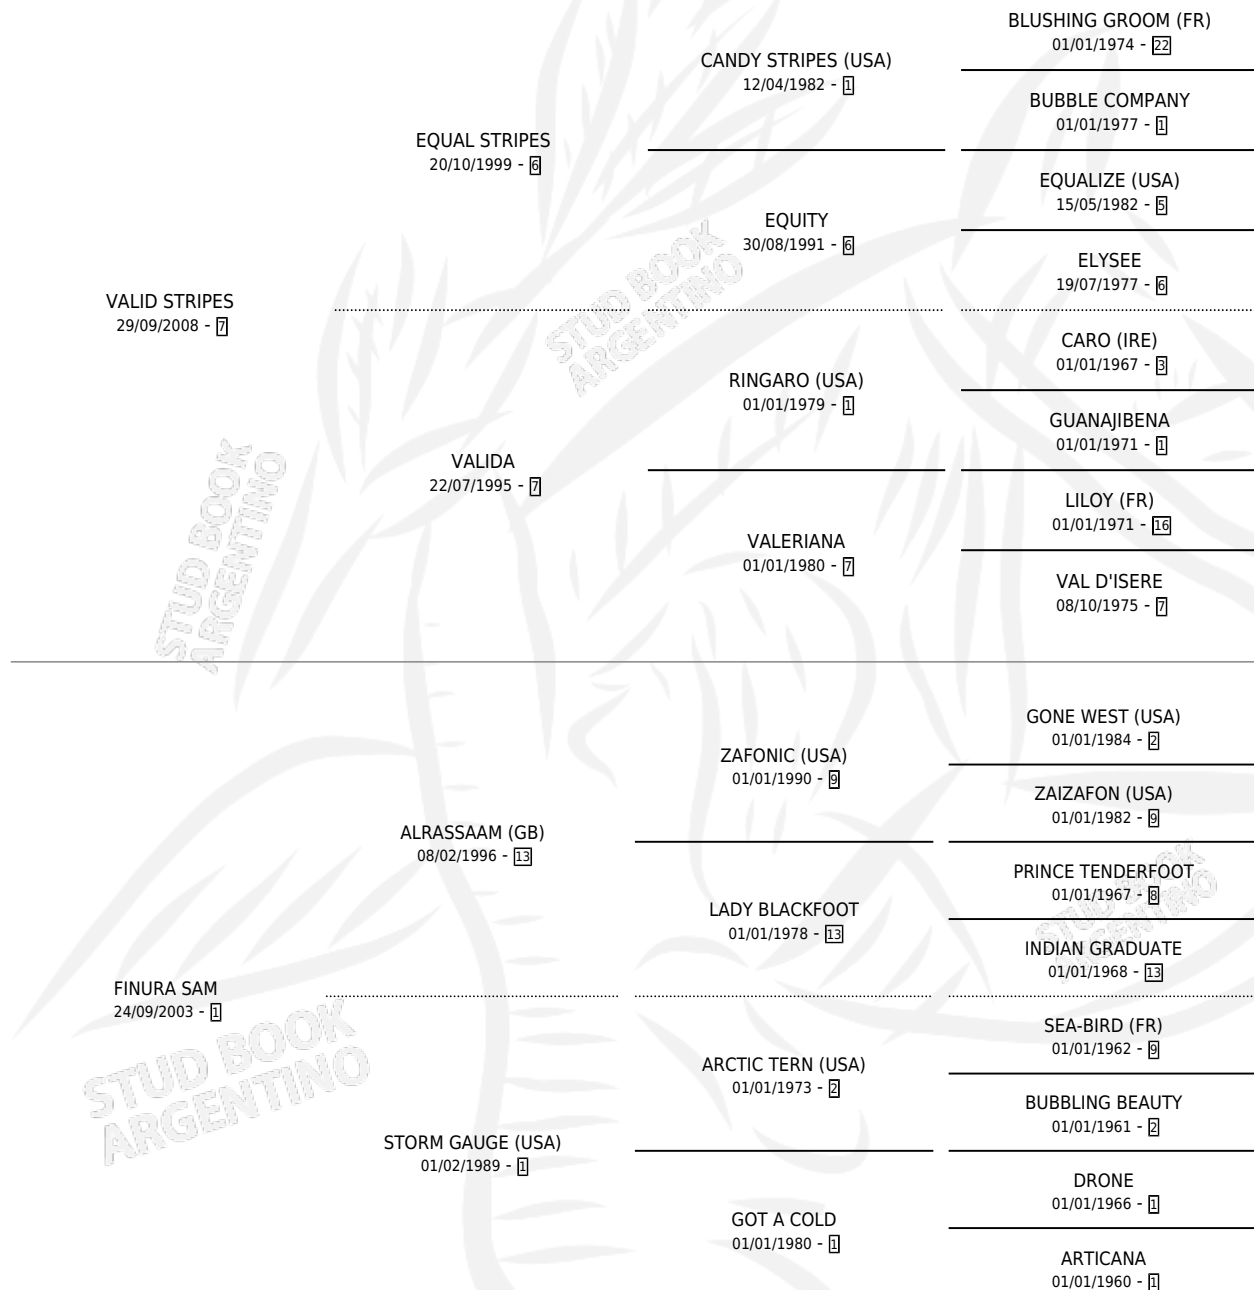 BLUSHING GROOM (FR)
01/01/1974 - 22
CANDY STRIPES (USA)
12/04/1982 - 1
BUBBLE COMPANY
01/01/1977 - 1
EQUAL STRIPES
20/10/1999 - 6
EQUALIZE (USA)
15/05/1982 - 5
EQUITY
30/08/1991 - 6
ELYSEE
19/07/1977 - 6
STUD BOOK
ARGENTINO
VALID STRIPES
29/09/2008 - 7
CARO (IRE)
01/01/1967 - 3
RINGARO (USA)
01/01/1979 - 1
GUANAJIBENA
01/01/1971 - 1
VALIDA
22/07/1995 - 7
LILOY (FR)
01/01/1971 - 16
VALERIANA
01/01/1980 - 7
VAL D'ISERE
08/10/1975 - 7
STUD BOOK
ARGENTINO
GONE WEST (USA)
01/01/1984 - 2
ZAFONIC (USA)
01/01/1990 - 9
ZAIZAFON (USA)
01/01/1982 - 9
ALRASSAAM (GB)
08/02/1996 - 13
PRINCE TENDERFOOT
01/01/1967 - 8
LADY BLACKFOOT
01/01/1978 - 13
STUD BOOK
ARGENTINO
INDIAN GRADUATE
01/01/1968 - 13
FINURA SAM
24/09/2003 - 1
SEA-BIRD (FR)
01/01/1962 - 9
ARCTIC TERN (USA)
01/01/1973 - 2
BUBBLING BEAUTY
01/01/1961 - 2
STUD BOOK
ARGENTINO
STORM GAUGE (USA)
01/02/1989 - 1
DRONE
01/01/1966 - 1
GOT A COLD
01/01/1980 - 1
ARTICANA
01/01/1960 - 1